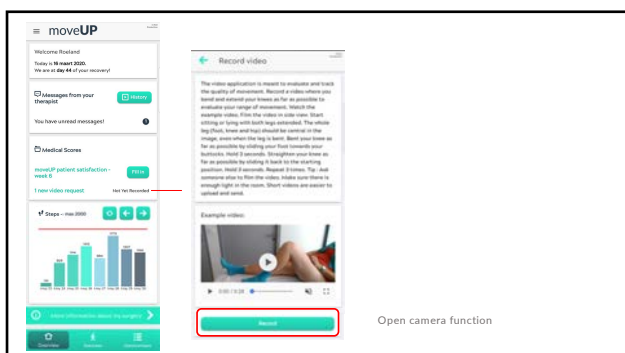 moveUP
Welcome Roeland
Today is 16 maart 2020.
We are at day 44 of your recovery!
Messages from your
therapist
History
You have unread messages!
Medical Scores
moveUP patient satisfaction -
week 6
Fill in
1 new video request
Not Yet Recorded
Steps - max 2000
More information about my surgery
Overview
Record video
The video application is meant to evaluate and track
the quality of movement. Record a video where you
bend and extend your knees as far as possible to
evaluate your range of movement. Watch the
example video. Film the video in side view. Start
sitting or lying with both legs extended. The whole
leg (foot, knee and hip) should be central in the
image, even when the leg is bent. Bent your knee as
far as possible by sliding your foot towards your
buttocks. Hold 3 seconds. Straighten your knee as
far as possible by sliding it back to the starting
position. Hold 3 seconds. Repeat 3 times. Tip : Ask
someone else to film the video. Make sure there is
enough light in the room. Short videos are easier to
upload and send.
Example video:
0:00 / 0:28
Record
Open camera function